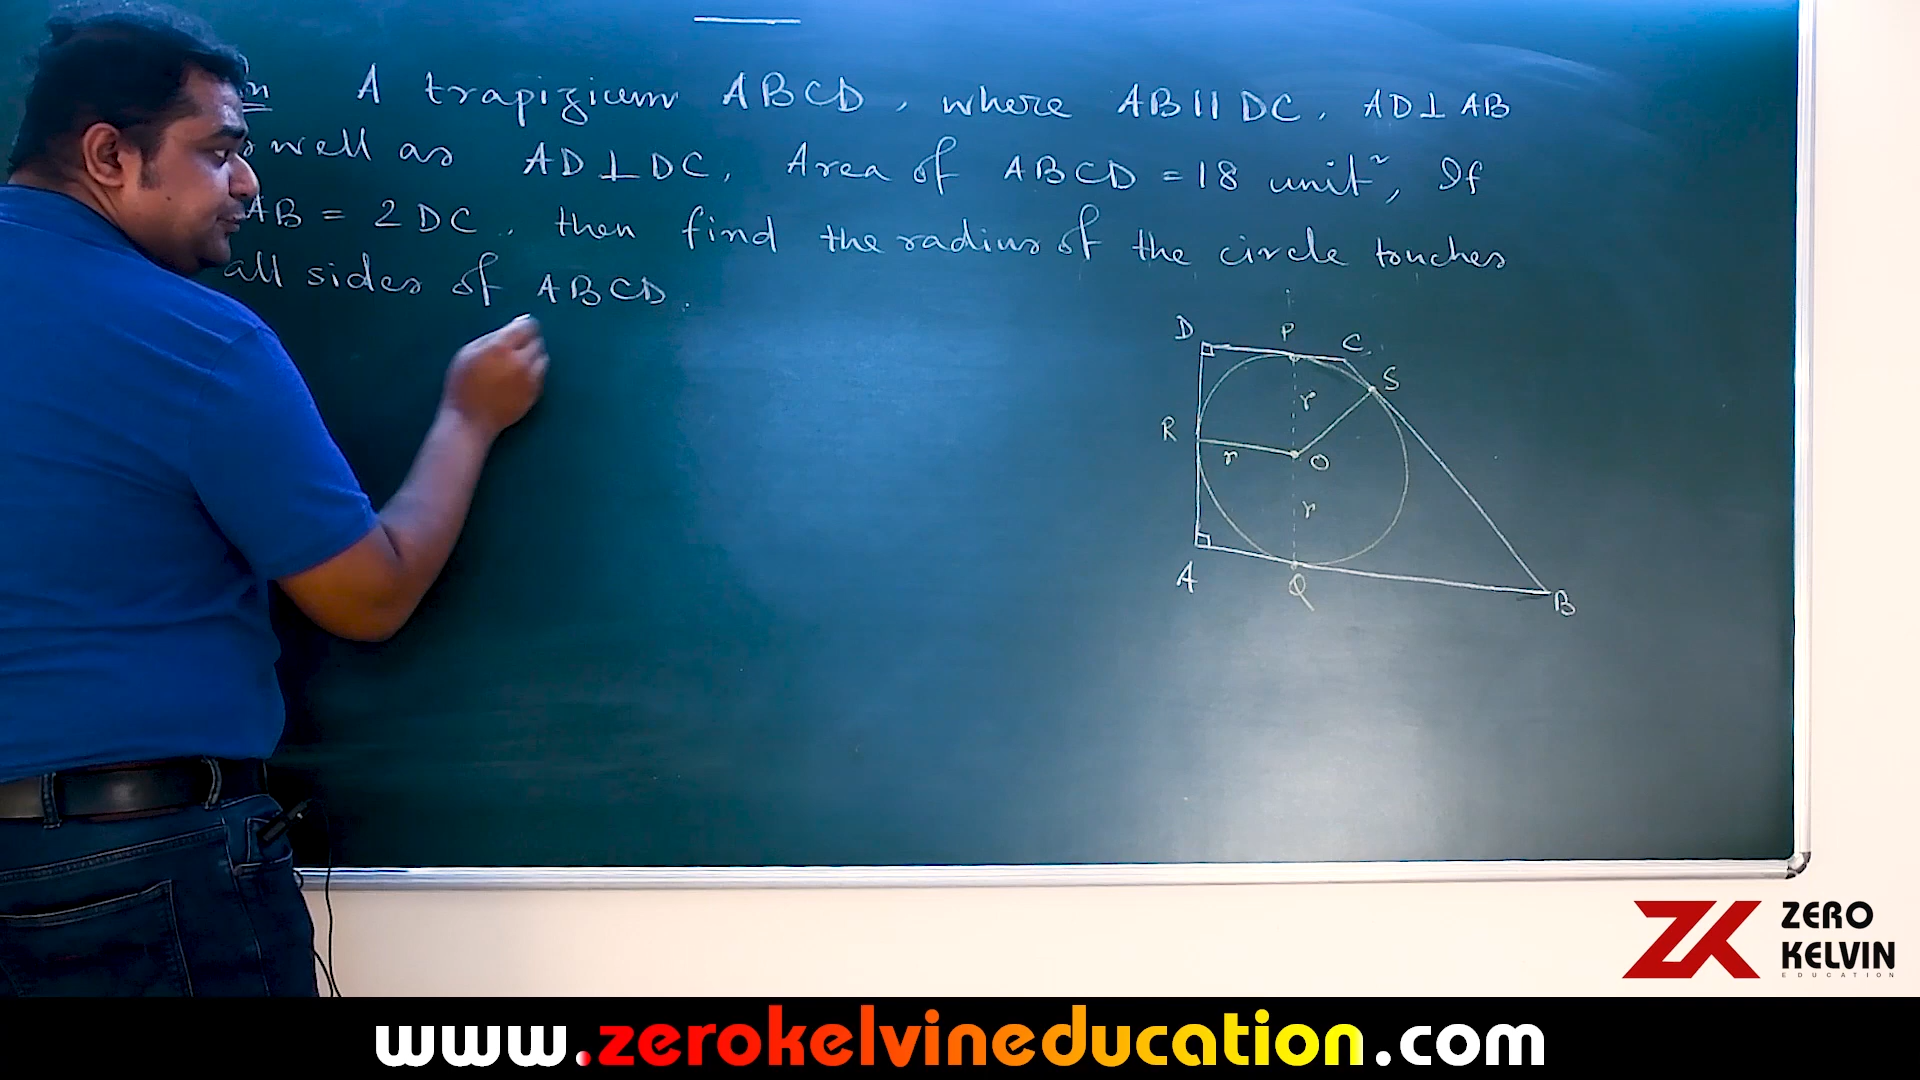 A trapizium ABCD, where AB || DC, AD ⊥ AB
well as AD ⊥ DC, Area of ABCD = 18 unit², If
AB = 2 DC, then find the radius of the circle touches
all sides of ABCD.
D P C
S
R r r O
r
A Q B
ZK ZERO
KELVIN
EDUCATION
www.zerokelvineducation.com